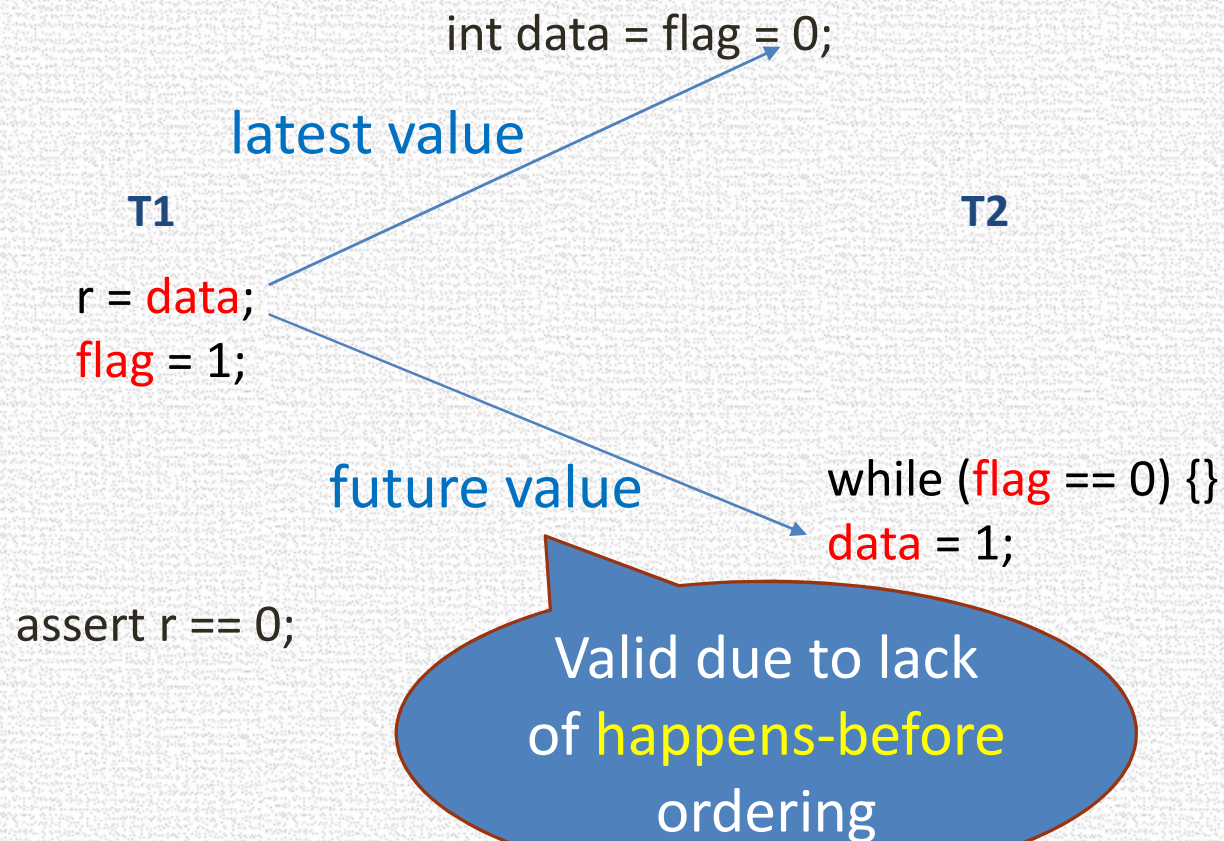 int data = flag = 0;
latest value
T1
T2
r = data;
flag = 1;
future value
while (flag == 0) {}
data = 1;
assert r == 0;
Valid due to lack
of happens-before
ordering